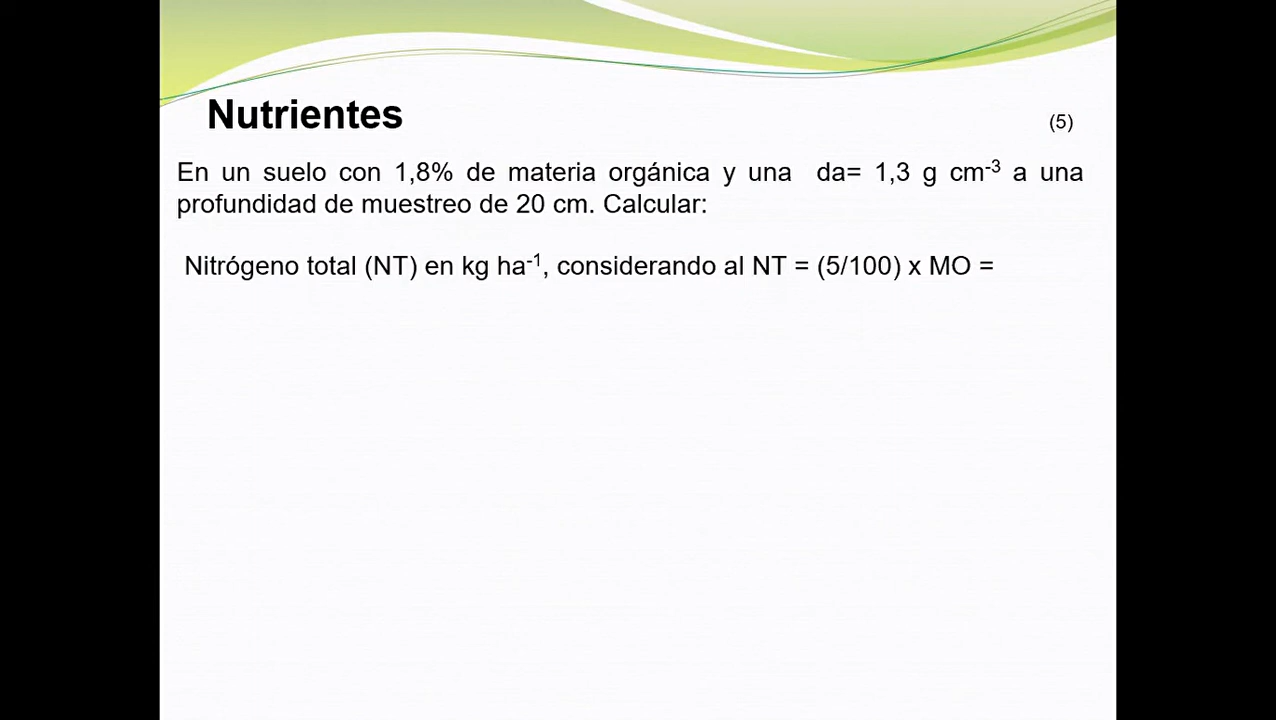 Nutrientes
(5)
En un suelo con 1,8% de materia orgánica y una da= 1,3 g cm-3 a una
profundidad de muestreo de 20 cm. Calcular:
Nitrógeno total (NT) en kg ha-1, considerando al NT = (5/100) x MO =